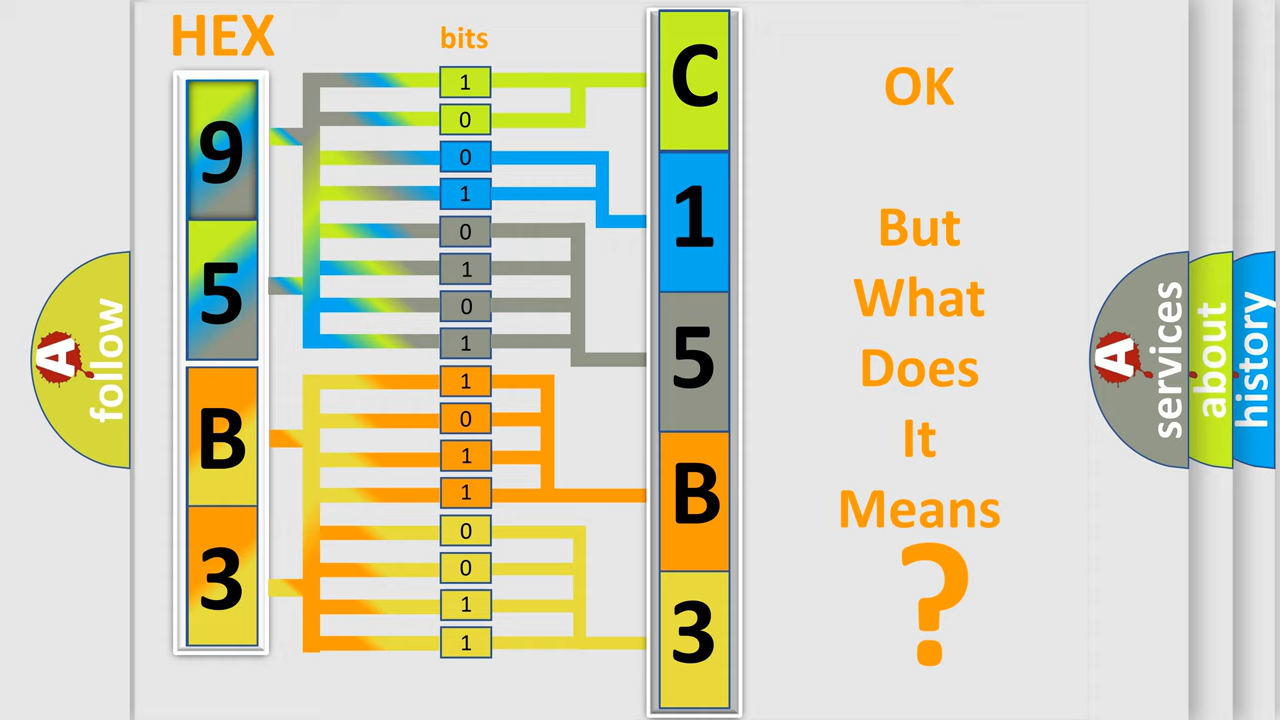 HEX
bits
9
5
B
3
1
0
0
1
0
1
0
1
1
0
1
1
0
0
1
1
C
1
5
B
3
OK
But
What
Does
It
Means
?
A
follow
A
services
about
history